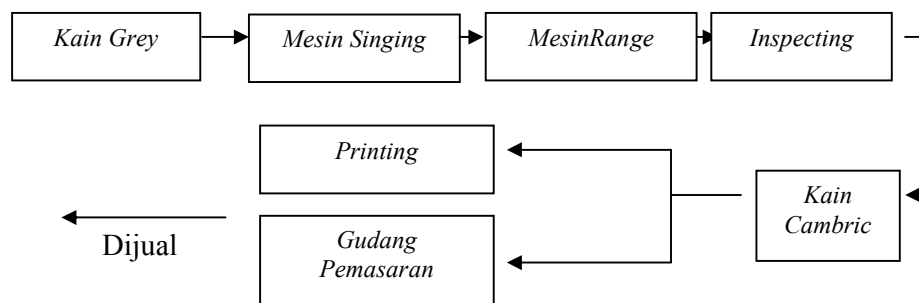 Kain Grey
Mesin Singing
MesinRange
Inspecting
Printing
Kain
Cambric
Dijual
Gudang
Pemasaran